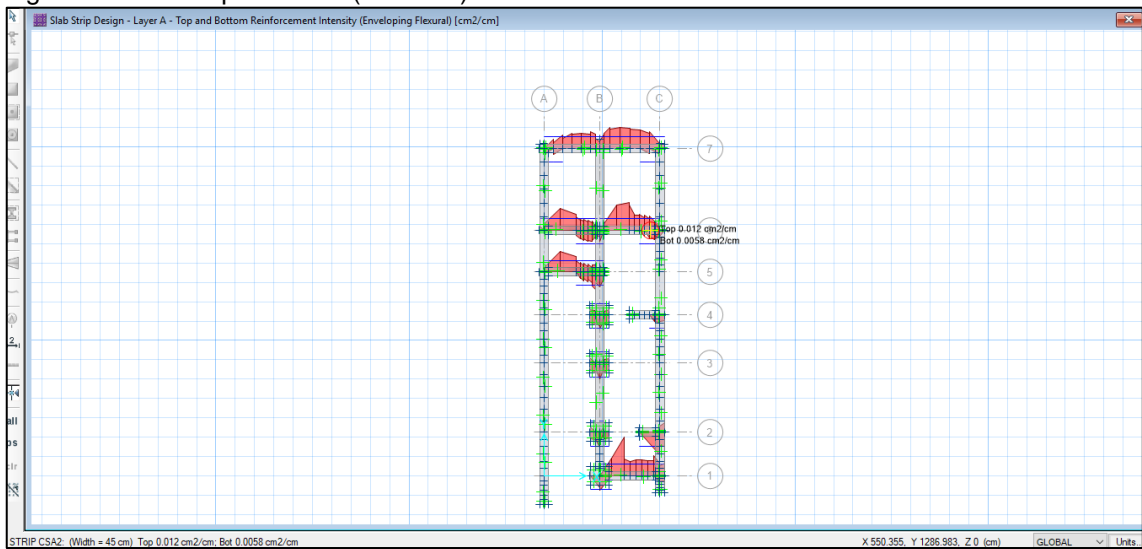 Slab Strip Design - Layer A - Top and Bottom Reinforcement Intensity (Enveloping Flexural) [cm2/cm]
A B C
7
Top 0.012 cm2/cm
Bot 0.0058 cm2/cm
5
4
3
2
1
all
clr
STRIP CSA2: (Width = 45 cm) Top 0.012 cm2/cm; Bot 0.0058 cm2/cm
X 550.355, Y 1286.983, Z 0 (cm)
GLOBAL
Units...